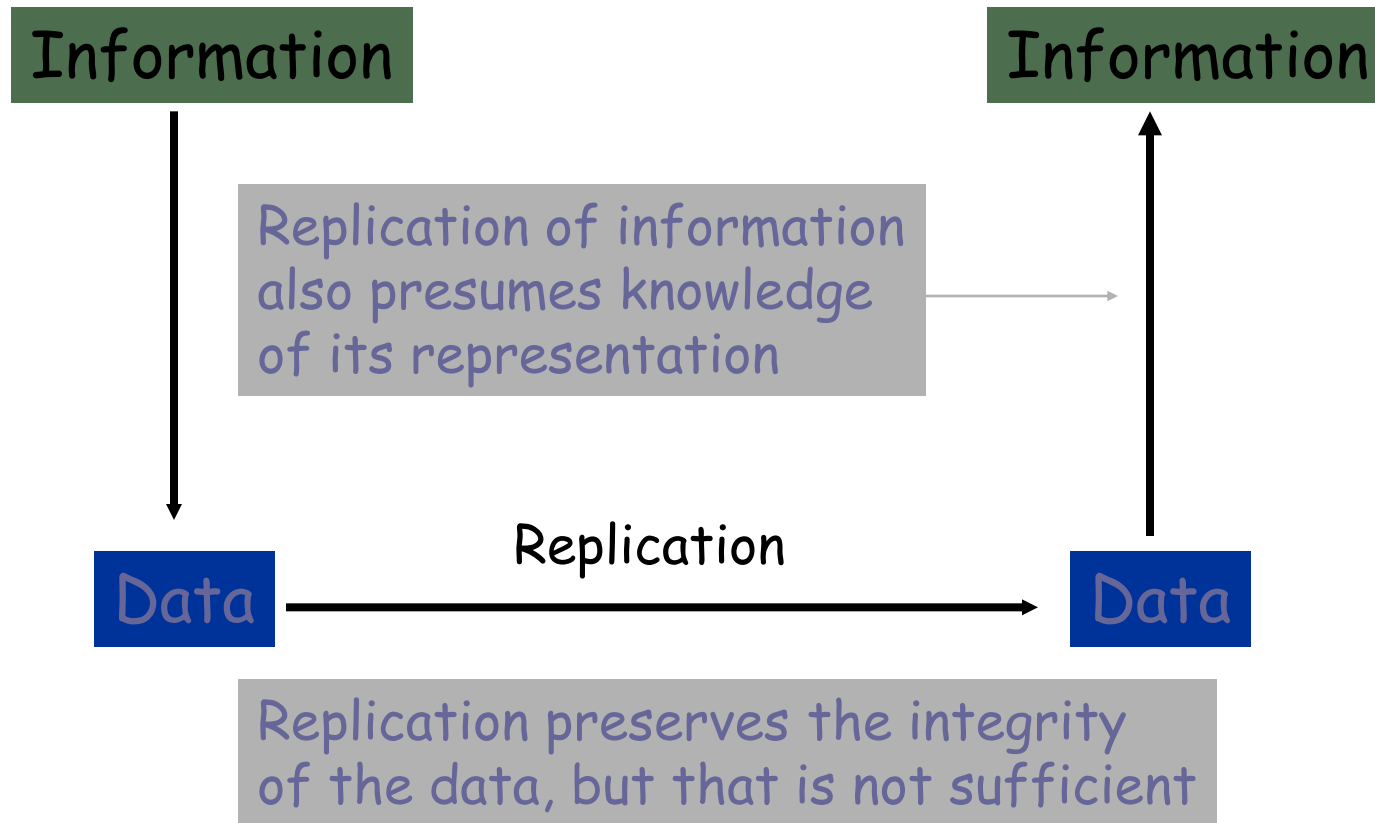 Information
Information
Replication of information
also presumes knowledge
of its representation
Replication
Data
Data
Replication preserves the integrity
of the data, but that is not sufficient